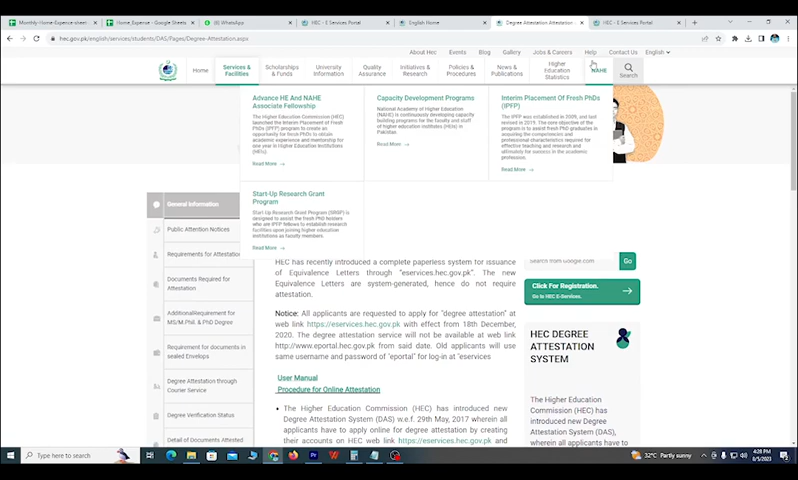 Monthly-Home-Expense sheet
Home_Expense - Google Sheets
(6) WhatsApp
HEC - E Services Portal
English Home
Degree Attestation Attestation
HEC - E Services Portal
hec.gov.pk/english/services/students/DAS/Pages/Degree-Attestation.aspx
About Hec
Events
Blog
Gallery
Jobs & Careers
Help
Contact Us
English
Home
Services &
Facilities
Scholarships
& Funds
University
Information
Quality
Assurance
Initiatives &
Research
Policies &
Procedures
News &
Publications
Higher
Education
Statistics
NAHE
Search
Advance HE And NAHE
Associate Fellowship
The Higher Education Commission (HEC)
launched the Interim Placement of Fresh
PhDs (IPFP) program to create an
opportunity for fresh PhD graduates to obtain
academic experience and mentorship for
one year in Higher Education Institutions
(HEIs).
Read More
Capacity Development Programs
National Academy of Higher Education
(NAHE) is continuously developing capacity
building programs for the faculty and staff
of higher education institutes (HEIs) in
Pakistan.
Read More
Interim Placement Of Fresh PhDs
(IPFP)
The IPFP was established in 2009, and last
revised in 2019. The core objective of the
program is to assist fresh PhD graduates in
acquiring the competencies and
professional characteristics required for
effective teaching and research and
ultimately for success in the academic
profession.
Read More
Start-Up Research Grant
Program
Start-Up Research Grant Program (SRGP) is
designed to assist the fresh PhD holders
who are IPFP fellows to establish research
facilities upon joining higher education
institutions as faculty members.
Read More
General Information
Public Attention Notices
Requirements for Attestation
Documents Required for
Attestation
AdditionalRequirement for
MS/M.Phil. & PhD Degree
Requirement for documents in
sealed Envelops
Degree Attestation through
Courier Service
Degree Verification Status
Detail of Documents Attested
HEC has recently introduced a complete paperless system for issuance
of Equivalence Letters through "eservices.hec.gov.pk". The new
Equivalence Letters are system-generated, hence do not require
attestation.
Notice: All applicants are requested to apply for "degree attestation" at
web link https://eservices.hec.gov.pk with effect from 18th December,
2020. The degree attestation service will not be available at web link
http://www.eportal.hec.gov.pk from said date. Old applicants will use
same username and password of "eportal" for log-in at "eservices
User Manual
Procedure for Online Attestation
• The Higher Education Commission (HEC) has introduced new
Degree Attestation System (DAS) w.e.f. 29th May, 2017 wherein all
applicants have to apply online for degree attestation by creating
their accounts on HEC web link https://eservices.hec.gov.pk and
Search from Google.com
Go
Click For Registration.
Go to HEC E-Services.
HEC DEGREE
ATTESTATION
SYSTEM
The Higher Education
Commission (HEC) has
introduced new Degree
Attestation System (DAS),
wherein all applicants have to
Type here to search
32°C Partly sunny
4:28 PM
8/5/2023